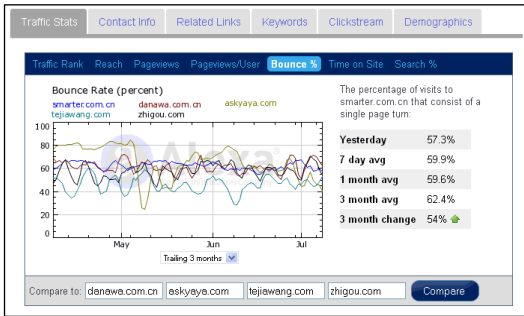 Traffic Stats Contact Info Related Links Keywords Clickstream Demographics
Traffic Rank Reach Pageviews Pageviews/User Bounce % Time on Site Search %
Bounce Rate (percent)
smarter.com.cn danawa.com.cn askyaya.com
tejiawang.com zhigou.com
100
80
60
40
20
0
Alexa
May Jun Jul
Trailing 3 months
The percentage of visits to
smarter.com.cn that consist of a
single page turn:
Yesterday 57.3%
7 day avg 59.9%
1 month avg 59.6%
3 month avg 62.4%
3 month change 54%
Compare to: danawa.com.cn askyaya.com tejiawang.com zhigou.com Compare